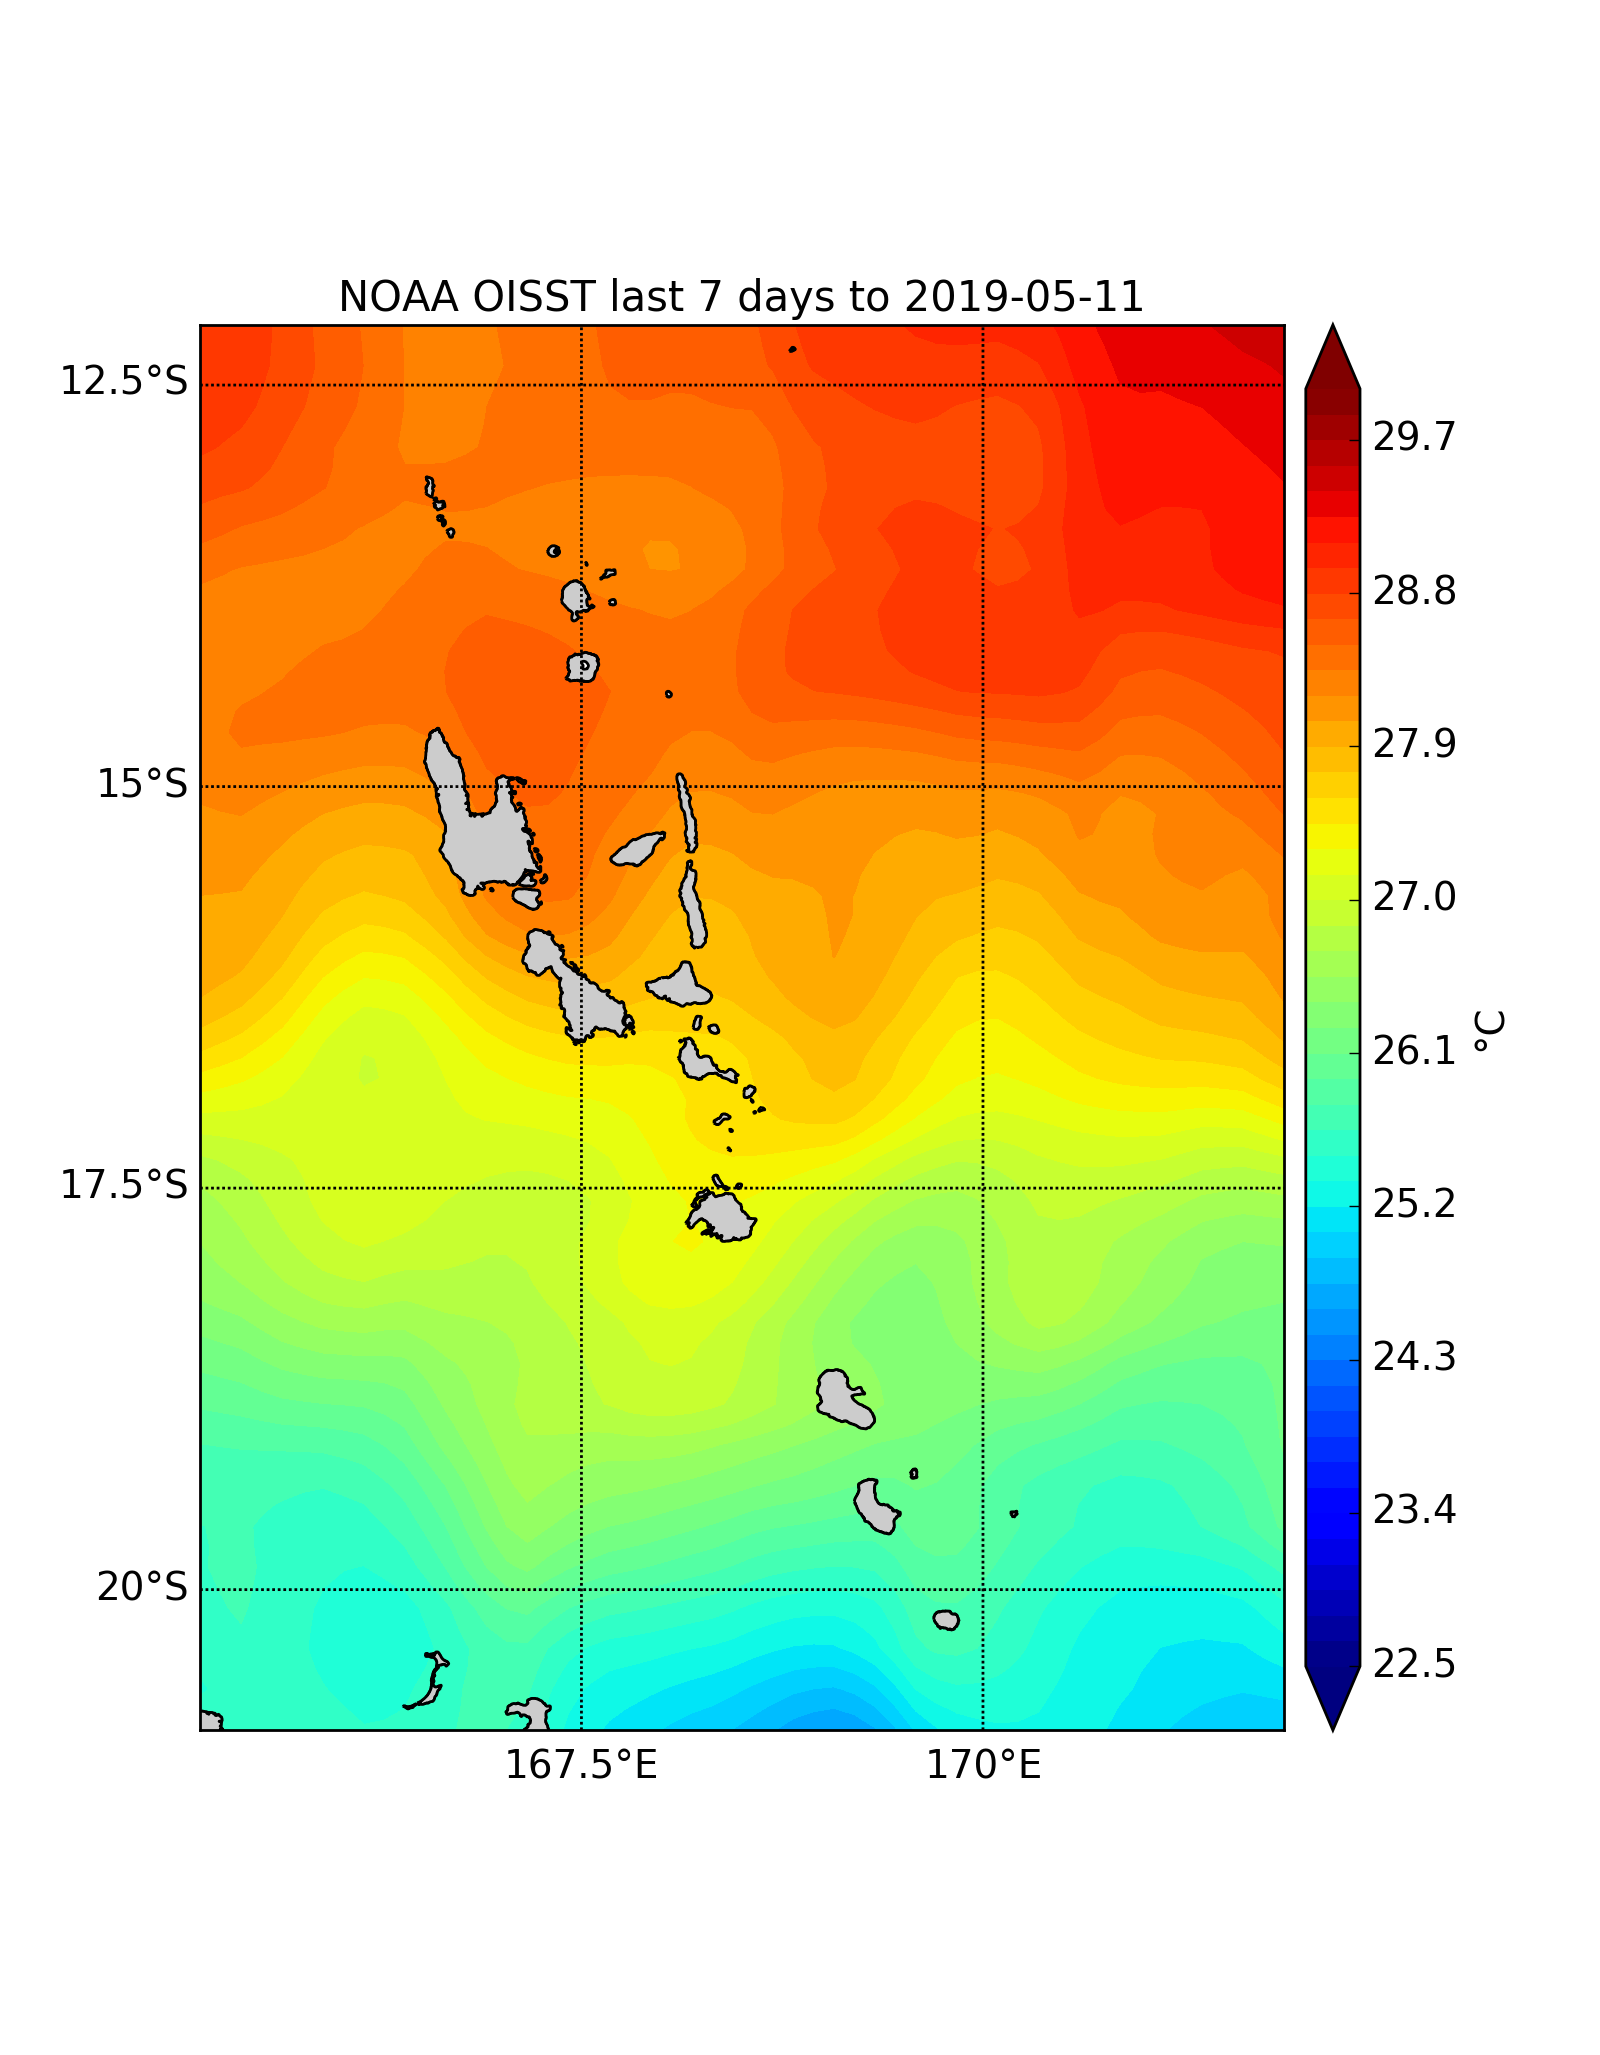 NOAA OISST last 7 days to 2019-05-11
12.5°S
15°S
17.5°S
20°S
167.5°E
170°E
29.7
28.8
27.9
27.0
26.1
25.2
24.3
23.4
22.5
°C